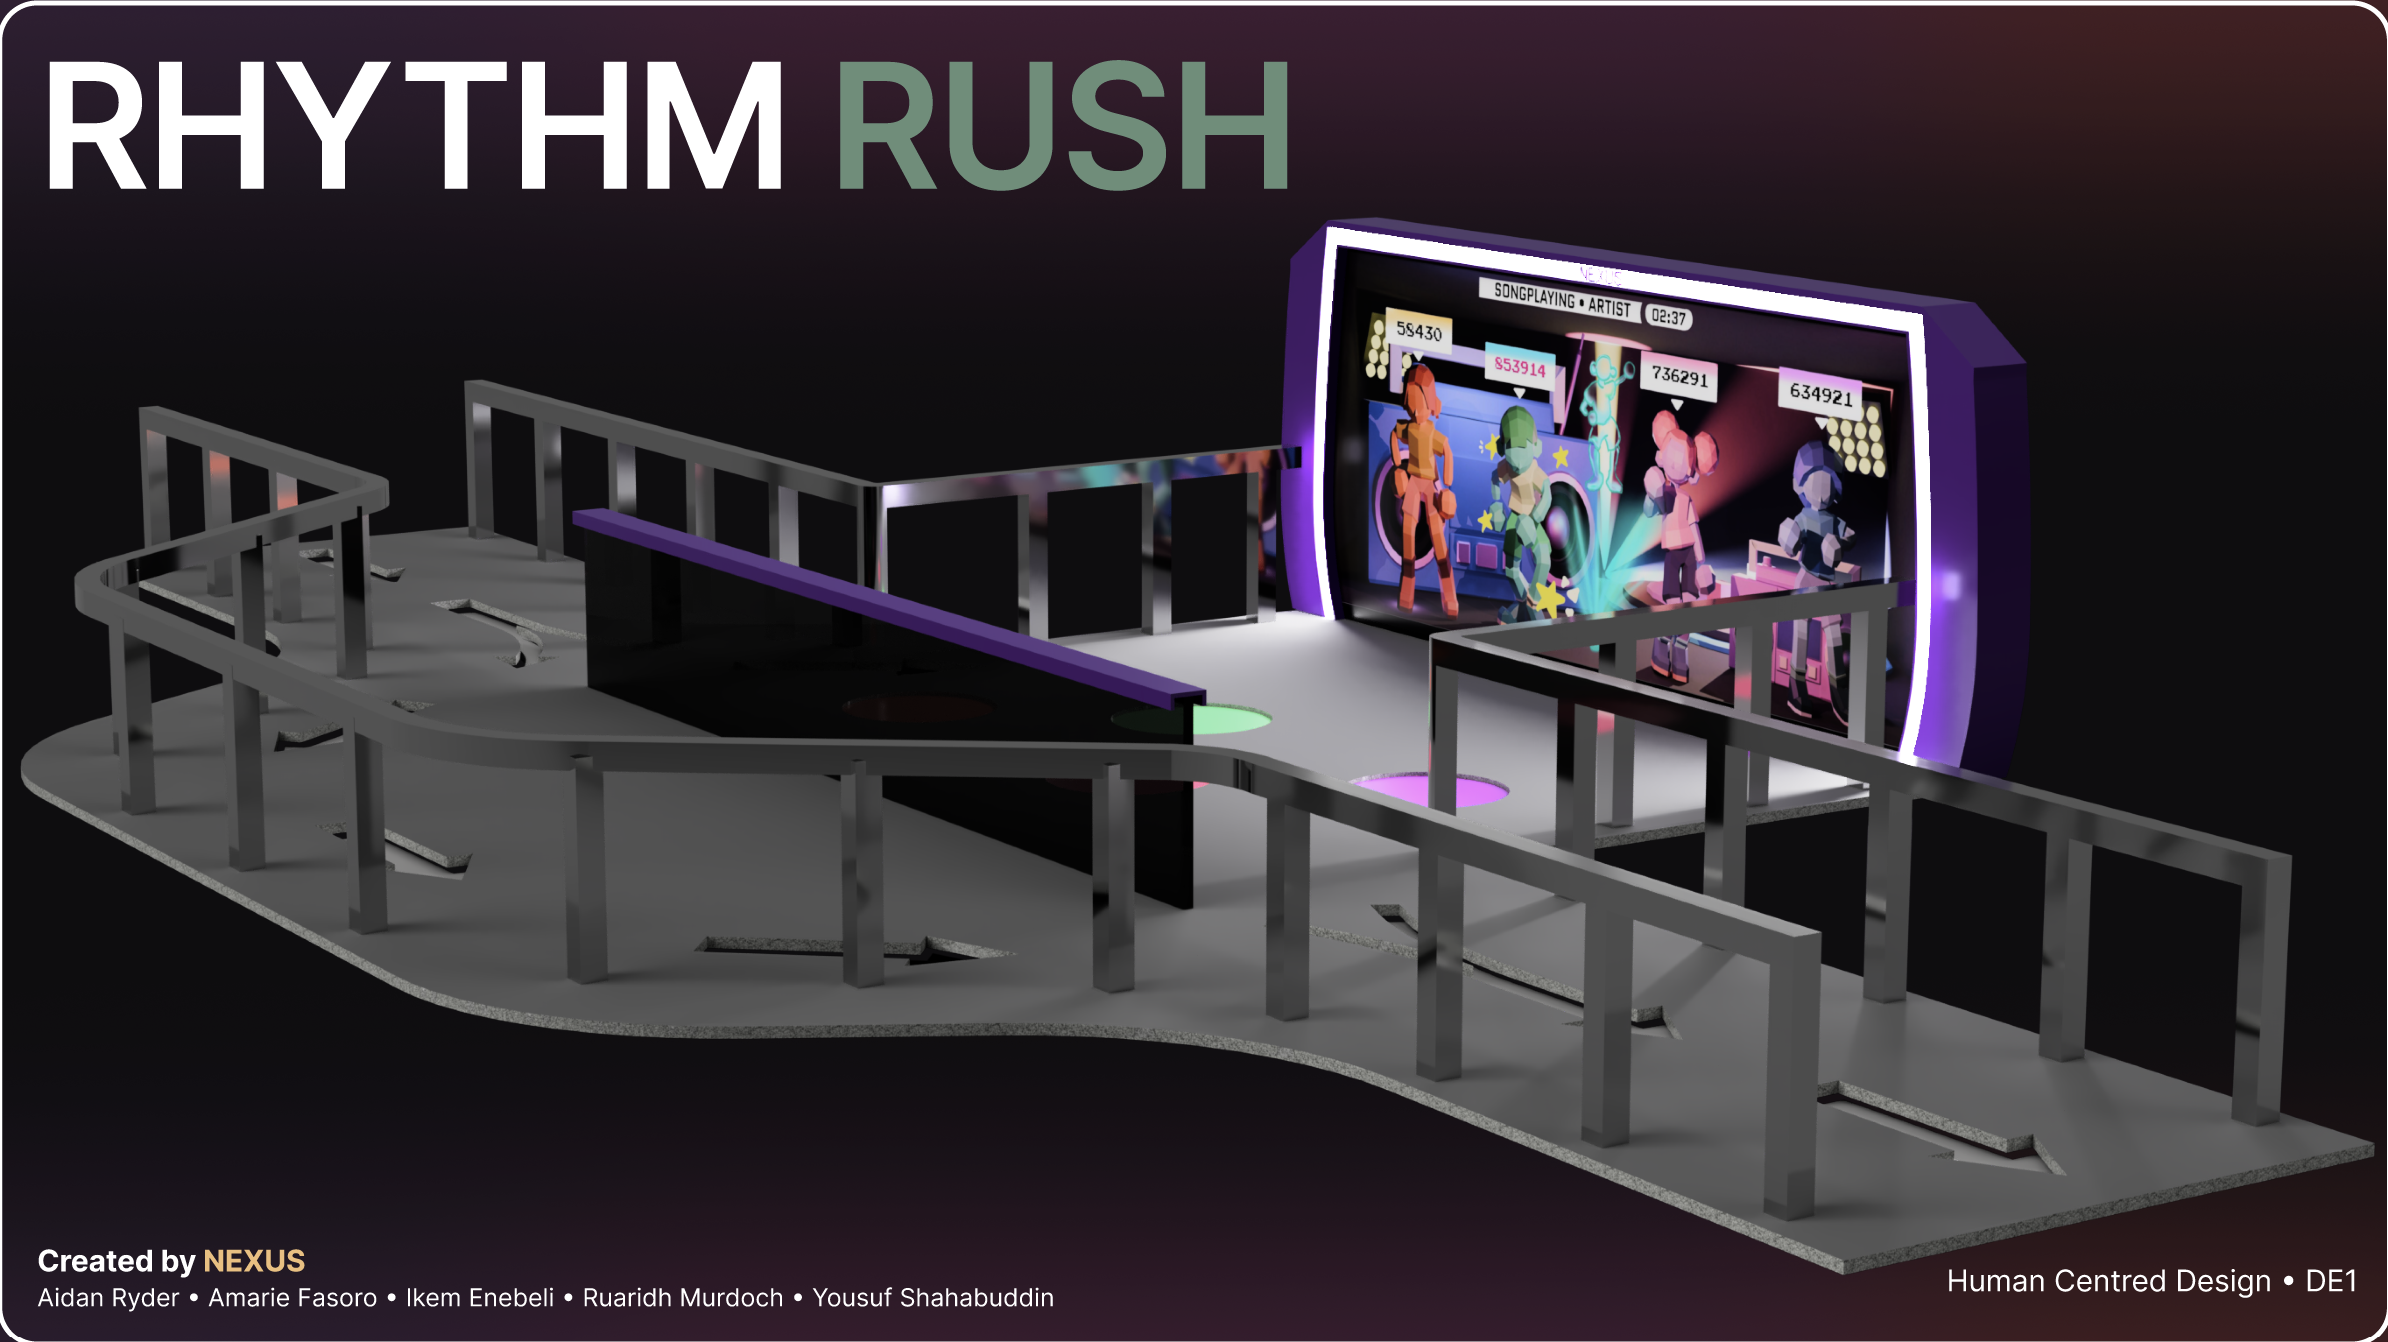 RHYTHM RUSH
SONGPLAYING • ARTIST 02:37
58430
853914
736291
634921
Created by NEXUS
Aidan Ryder • Amarie Fasoro • Ikem Enebeli • Ruaridh Murdoch • Yousuf Shahabuddin
Human Centred Design • DE1